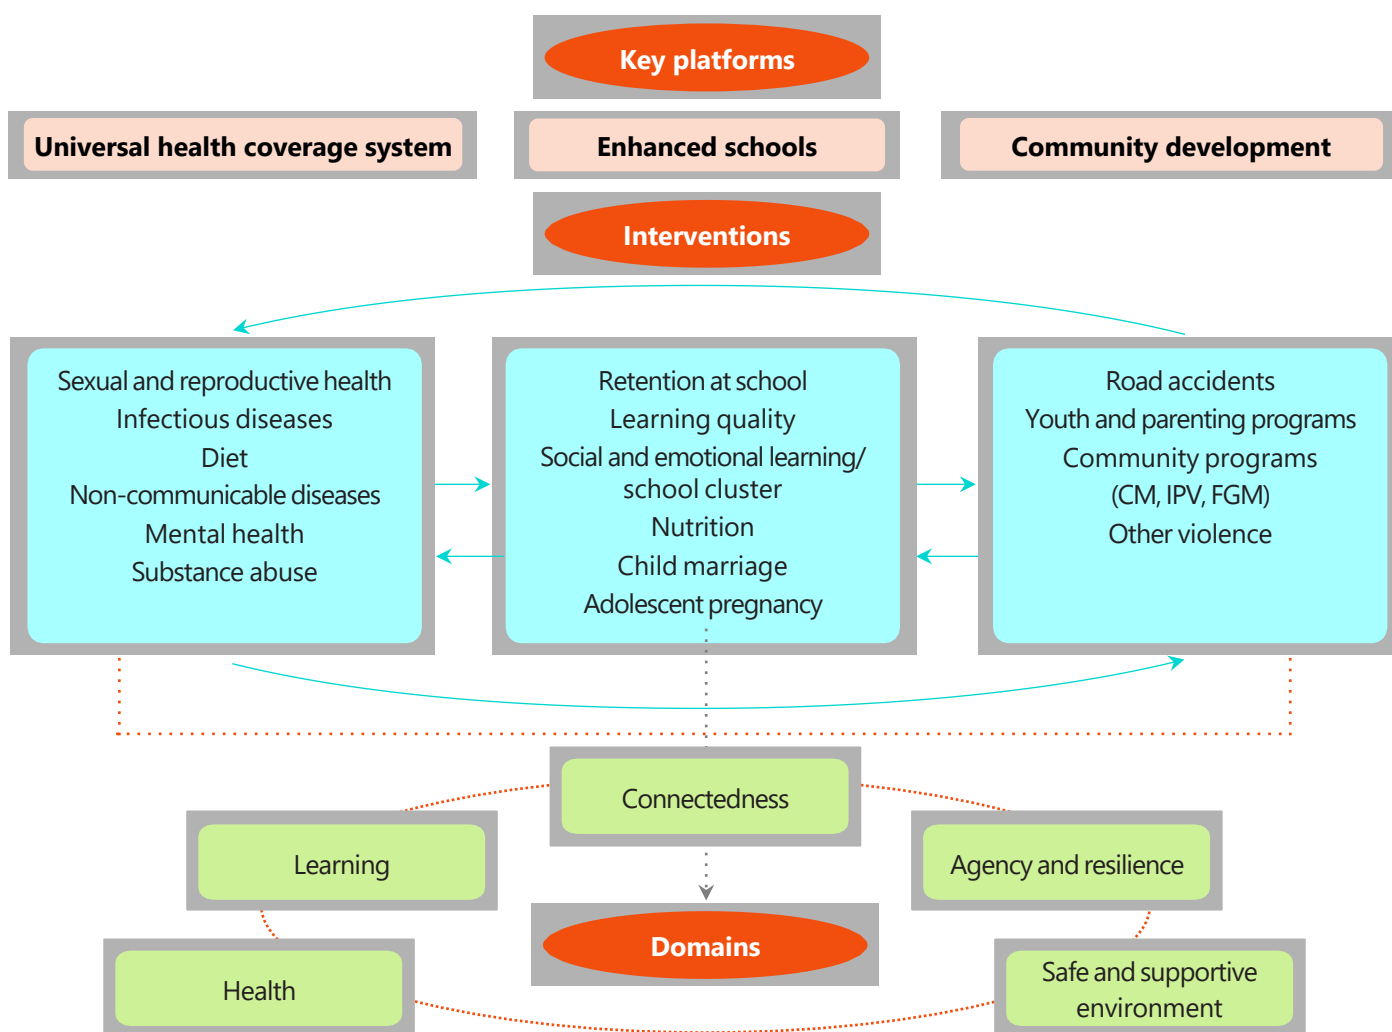 Key platforms
Universal health coverage system
Enhanced schools
Community development
Interventions
Sexual and reproductive health
Infectious diseases
Diet
Non-communicable diseases
Mental health
Substance abuse
Retention at school
Learning quality
Social and emotional learning/
school cluster
Nutrition
Child marriage
Adolescent pregnancy
Road accidents
Youth and parenting programs
Community programs
(CM, IPV, FGM)
Other violence
Connectedness
Learning
Agency and resilience
Domains
Health
Safe and supportive
environment